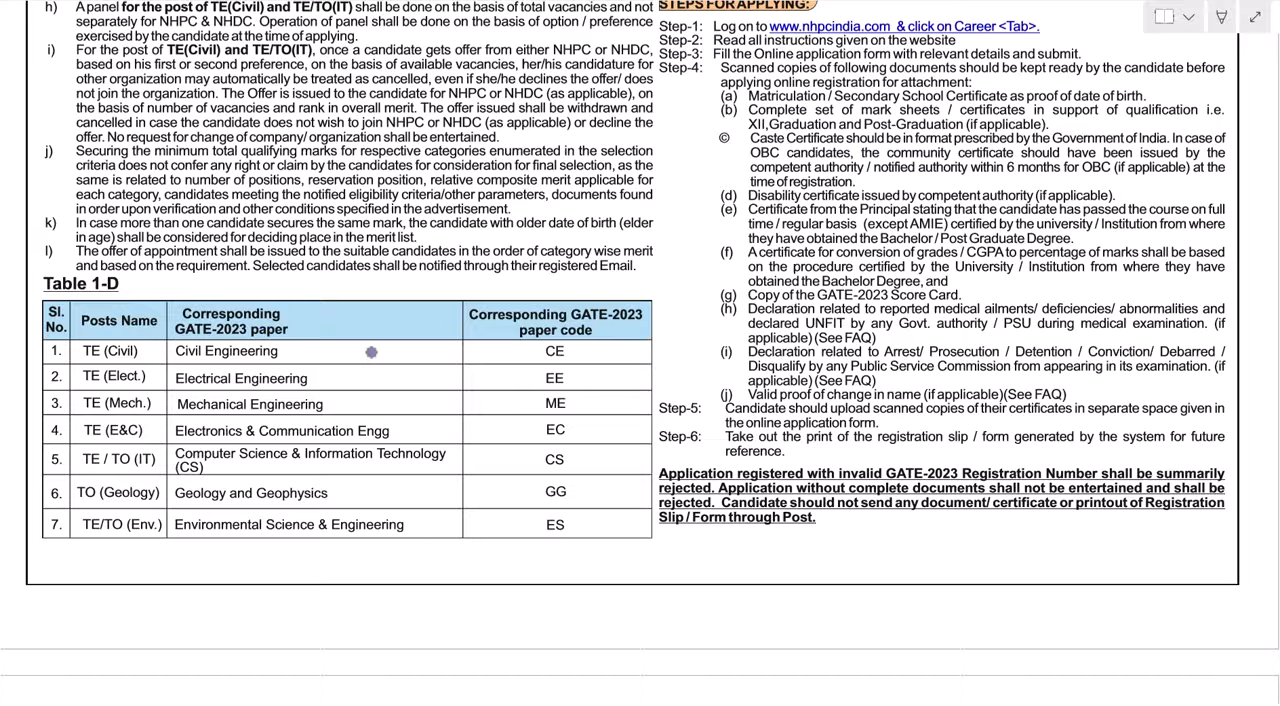 h) A panel for the post of TE(Civil) and TE/TO(IT) shall be done on the basis of total vacancies and not
separately for NHPC & NHDC. Operation of panel shall be done on the basis of option / preference
exercised by the candidate at the time of applying.
i) For the post of TE(Civil) and TE/TO(IT), once a candidate gets offer from either NHPC or NHDC,
based on his first or second preference, on the basis of available vacancies, her/his candidature for
other organization may automatically be treated as cancelled, even if she/he declines the offer/ does
not join the organization. The Offer is issued to the candidate for NHPC or NHDC (as applicable), on
the basis of number of vacancies and rank in overall merit. The offer issued shall be withdrawn and
cancelled in case the candidate does not wish to join NHPC or NHDC (as applicable) or decline the
offer. No request for change of company/ organization shall be entertained.
j) Securing the minimum total qualifying marks for respective categories enumerated in the selection
criteria does not confer any right or claim by the candidates for consideration for final selection, as the
same is related to number of positions, reservation position, relative composite merit applicable for
each category, candidates meeting the notified eligibility criteria/other parameters, documents found
in order upon verification and other conditions specified in the advertisement.
k) In case more than one candidate secures the same mark, the candidate with older date of birth (elder
in age) shall be considered for deciding place in the merit list.
l) The offer of appointment shall be issued to the suitable candidates in the order of category wise merit
and based on the requirement. Selected candidates shall be notified through their registered Email.
Table 1-D
Sl. No. Posts Name Corresponding GATE-2023 paper Corresponding GATE-2023 paper code
1. TE (Civil) Civil Engineering CE
2. TE (Elect.) Electrical Engineering EE
3. TE (Mech.) Mechanical Engineering ME
4. TE (E&C) Electronics & Communication Engg EC
5. TE / TO (IT) Computer Science & Information Technology (CS) CS
6. TO (Geology) Geology and Geophysics GG
7. TE/TO (Env.) Environmental Science & Engineering ES
STEPS FOR APPLYING:
Step-1: Log on to www.nhpcindia.com & click on Career <Tab>.
Step-2: Read all instructions given on the website
Step-3: Fill the Online application form with relevant details and submit.
Step-4: Scanned copies of following documents should be kept ready by the candidate before
applying online registration for attachment:
(a) Matriculation / Secondary School Certificate as proof of date of birth.
(b) Complete set of mark sheets / certificates in support of qualification i.e.
XII,Graduation and Post-Graduation (if applicable).
© Caste Certificate should be in format prescribed by the Government of India. In case of
OBC candidates, the community certificate should have been issued by the
competent authority / notified authority within 6 months for OBC (if applicable) at the
time of registration.
(d) Disability certificate issued by competent authority (if applicable).
(e) Certificate from the Principal stating that the candidate has passed the course on full
time / regular basis (except AMIE) certified by the university / Institution from where
they have obtained the Bachelor / Post Graduate Degree.
(f) A certificate for conversion of grades / CGPA to percentage of marks shall be based
on the procedure certified by the University / Institution from where they have
obtained the Bachelor Degree, and
(g) Copy of the GATE-2023 Score Card.
(h) Declaration related to reported medical ailments/ deficiencies/ abnormalities and
declared UNFIT by any Govt. authority / PSU during medical examination. (if
applicable) (See FAQ)
(i) Declaration related to Arrest/ Prosecution / Detention / Conviction/ Debarred /
Disqualify by any Public Service Commission from appearing in its examination. (if
applicable) (See FAQ)
(j) Valid proof of change in name (if applicable)(See FAQ)
Step-5: Candidate should upload scanned copies of their certificates in separate space given in
the online application form.
Step-6: Take out the print of the registration slip / form generated by the system for future
reference.
Application registered with invalid GATE-2023 Registration Number shall be summarily
rejected. Application without complete documents shall not be entertained and shall be
rejected. Candidate should not send any document/ certificate or printout of Registration
Slip / Form through Post.